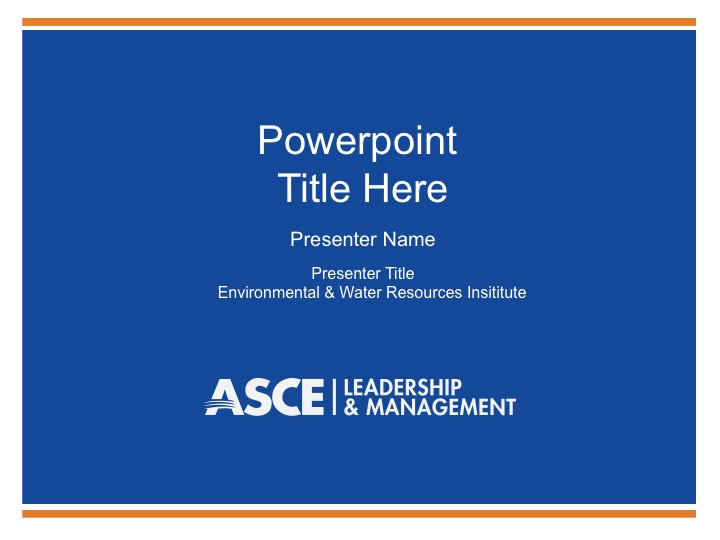 Powerpoint
Title Here
Presenter Name
Presenter Title
Environmental & Water Resources Insititute
ASCE | LEADERSHIP
& MANAGEMENT